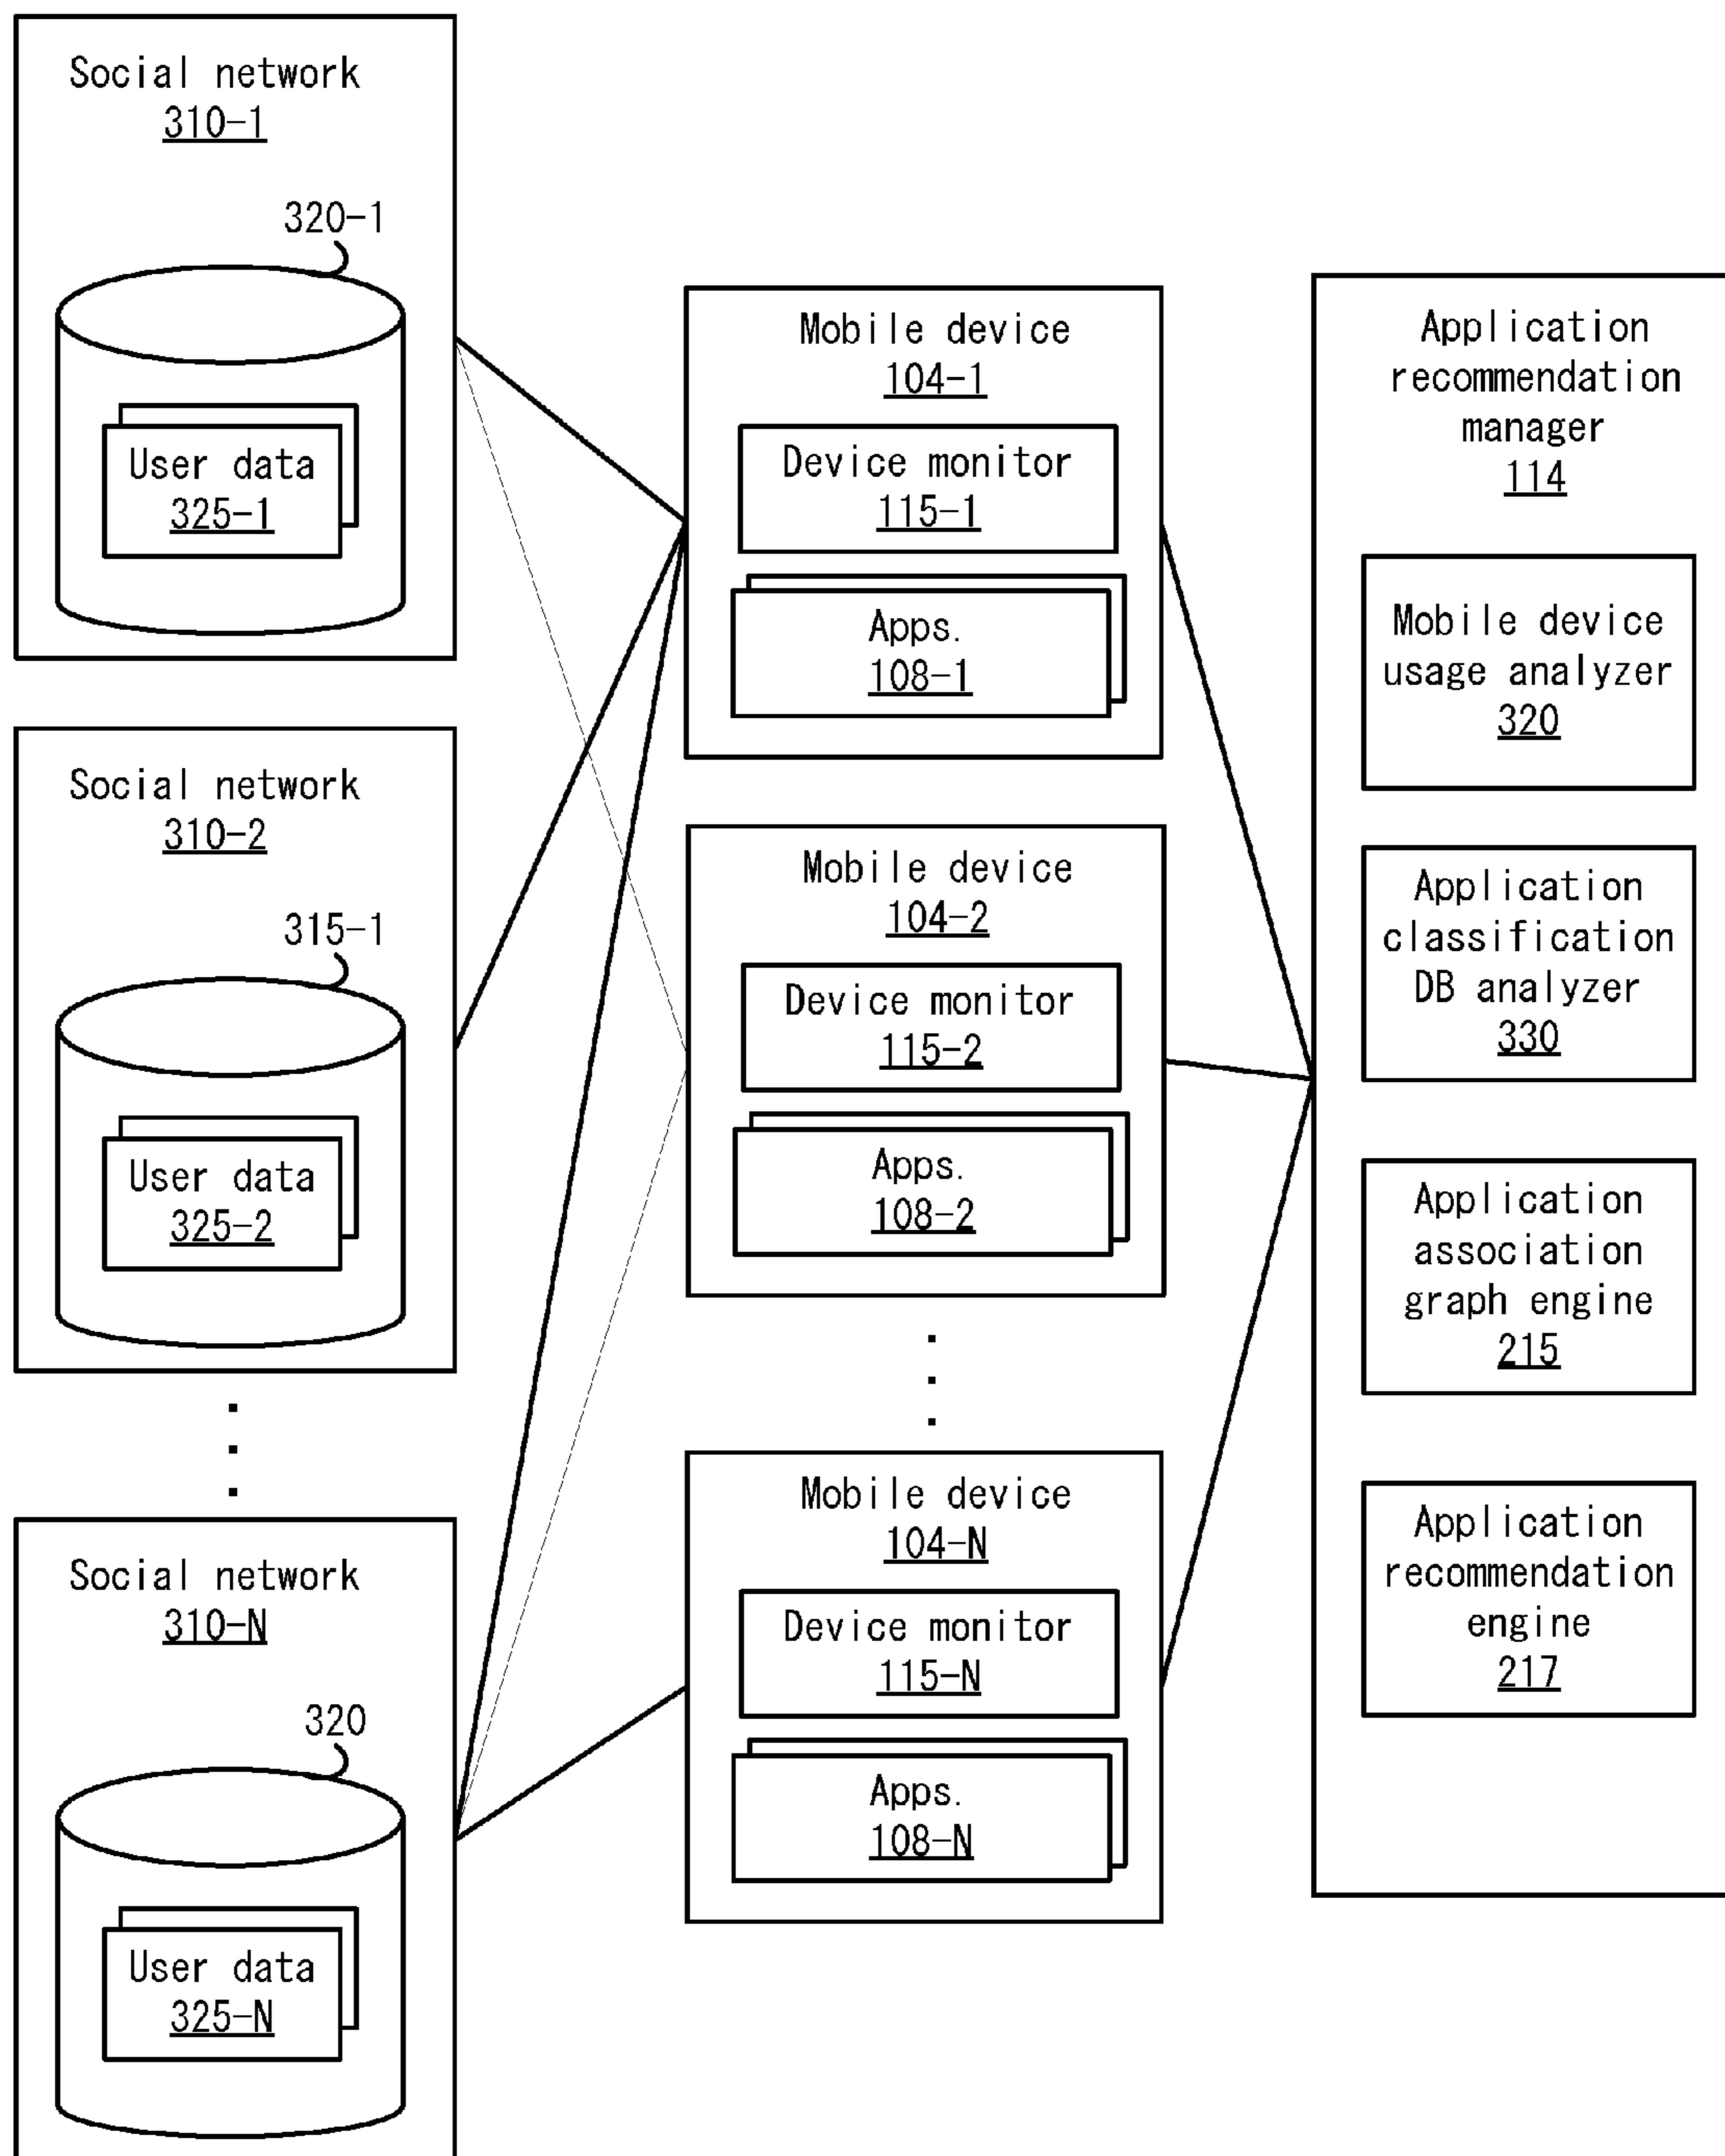 Social network
310-1
320-1
User data
325-1
Social network
310-2
315-1
User data
325-2
Social network
310-N
320
User data
325-N
Mobile device
104-1
Device monitor
115-1
Apps.
108-1
Mobile device
104-2
Device monitor
115-2
Apps.
108-2
Mobile device
104-N
Device monitor
115-N
Apps.
108-N
Application
recommendation
manager
114
Mobile device
usage analyzer
320
Application
classification
DB analyzer
330
Application
association
graph engine
215
Application
recommendation
engine
217